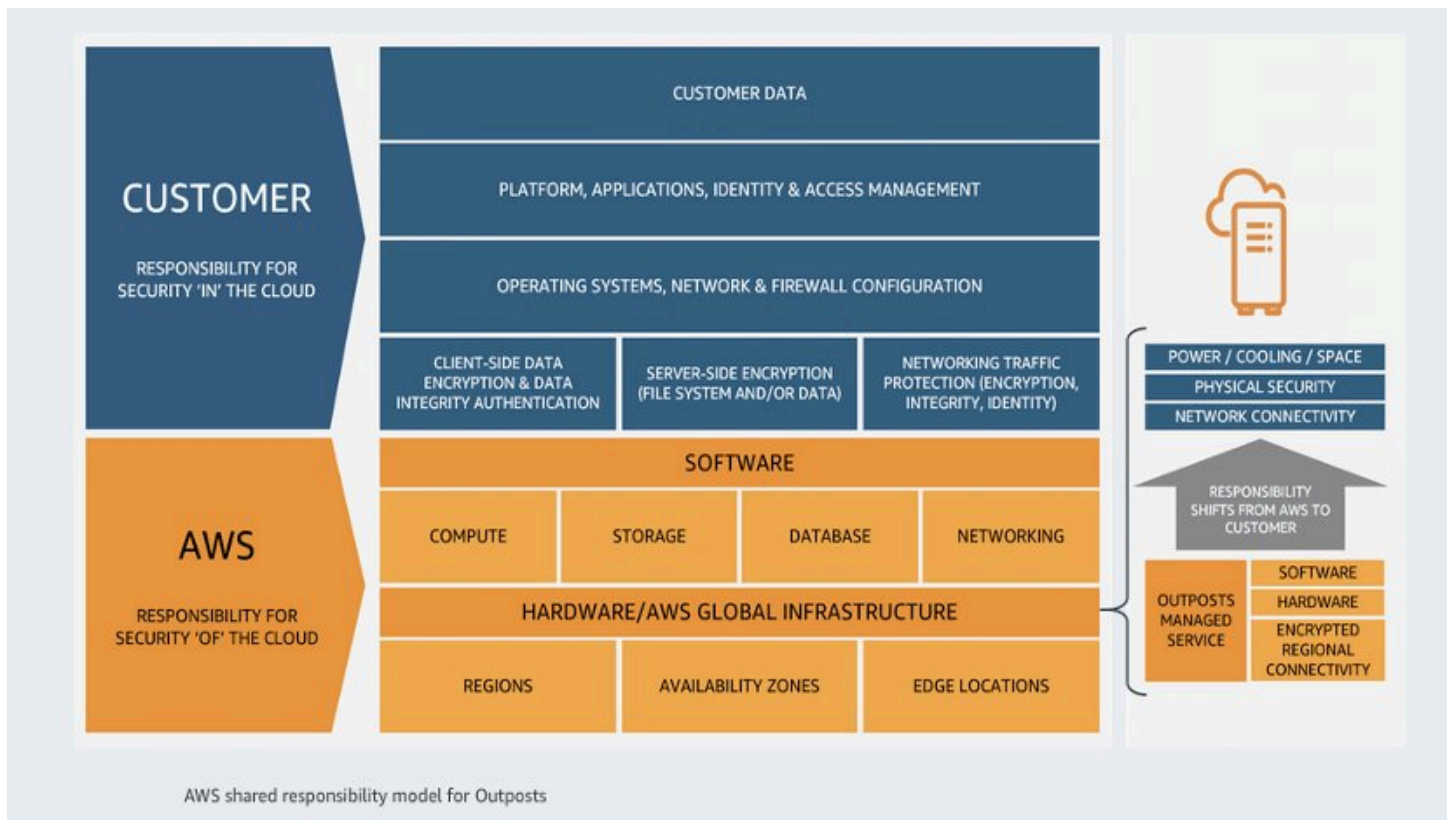 CUSTOMER
RESPONSIBILITY FOR
SECURITY 'IN' THE CLOUD
CUSTOMER DATA
PLATFORM, APPLICATIONS, IDENTITY & ACCESS MANAGEMENT
OPERATING SYSTEMS, NETWORK & FIREWALL CONFIGURATION
CLIENT-SIDE DATA
ENCRYPTION & DATA
INTEGRITY AUTHENTICATION
SERVER-SIDE ENCRYPTION
(FILE SYSTEM AND/OR DATA)
NETWORKING TRAFFIC
PROTECTION (ENCRYPTION,
INTEGRITY, IDENTITY)
AWS
RESPONSIBILITY FOR
SECURITY 'OF' THE CLOUD
SOFTWARE
COMPUTE
STORAGE
DATABASE
NETWORKING
HARDWARE/AWS GLOBAL INFRASTRUCTURE
REGIONS
AVAILABILITY ZONES
EDGE LOCATIONS
POWER / COOLING / SPACE
PHYSICAL SECURITY
NETWORK CONNECTIVITY
RESPONSIBILITY
SHIFTS FROM AWS TO
CUSTOMER
OUTPOSTS
MANAGED
SERVICE
SOFTWARE
HARDWARE
ENCRYPTED
REGIONAL
CONNECTIVITY
AWS shared responsibility model for Outposts